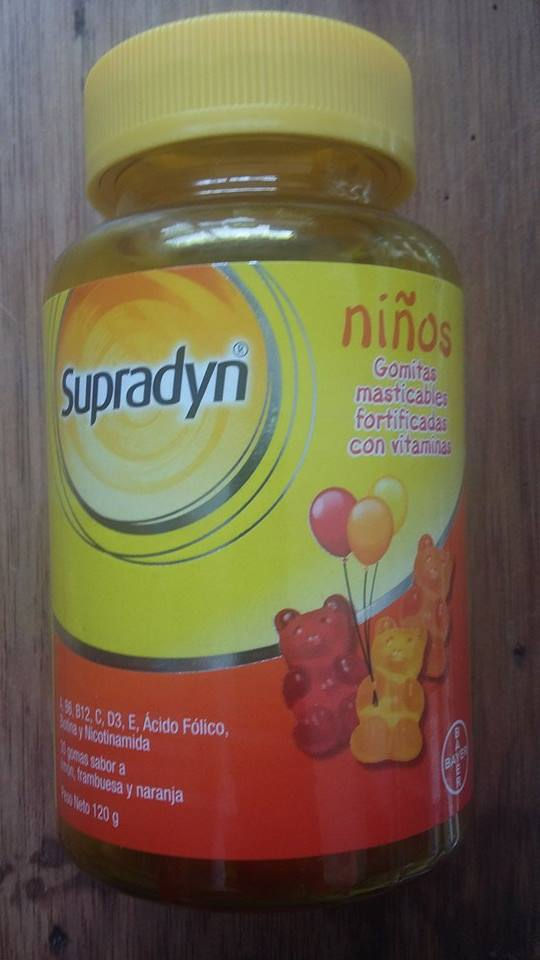 Supradyn®
niños
Gomitas
masticables
fortificadas
con vitaminas
A, B6, B12, C, D3, E, Ácido Fólico,
Biotina y Nicotinamida
gomas sabor a
limón, frambuesa y naranja
Peso Neto 120 g
BAYER
BAYER